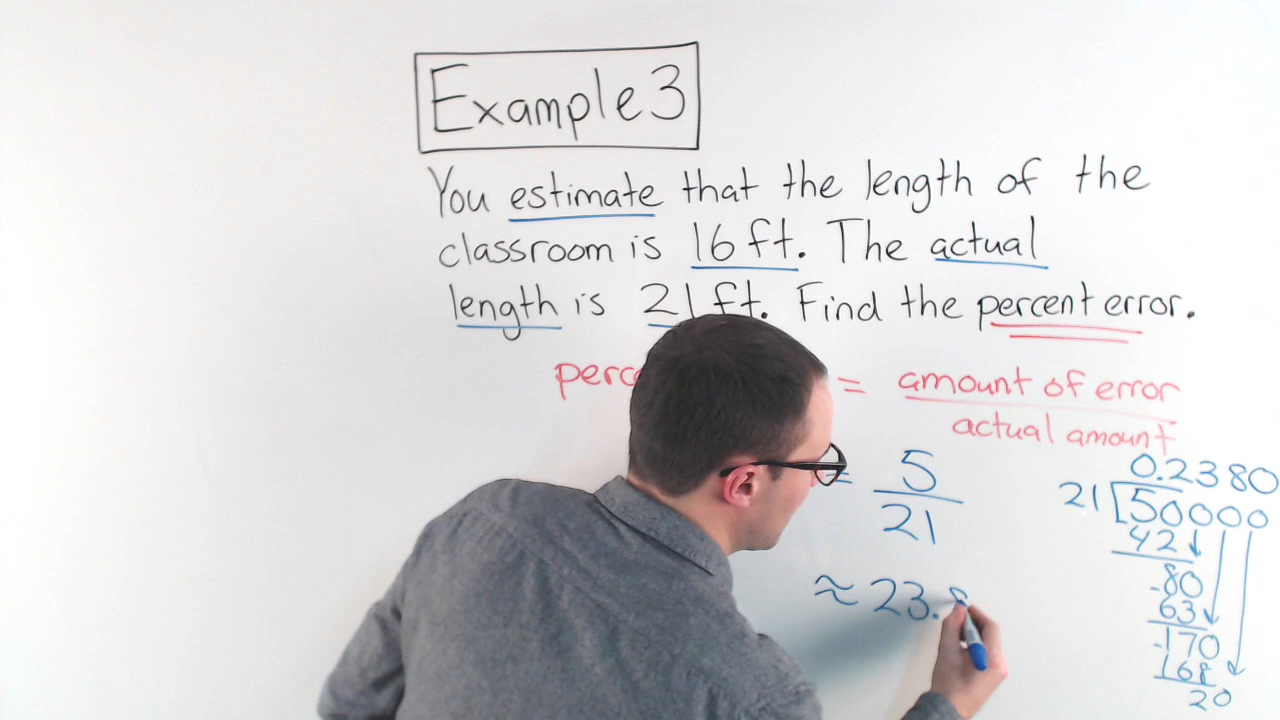 Example 3
You estimate that the length of the
classroom is 16 ft. The actual
length is 21 ft. Find the percent error.
= amount of error
actual amount
= 5
21
≈ 23.8
0.2380
21 50000
42
-80
63
-170
168
20